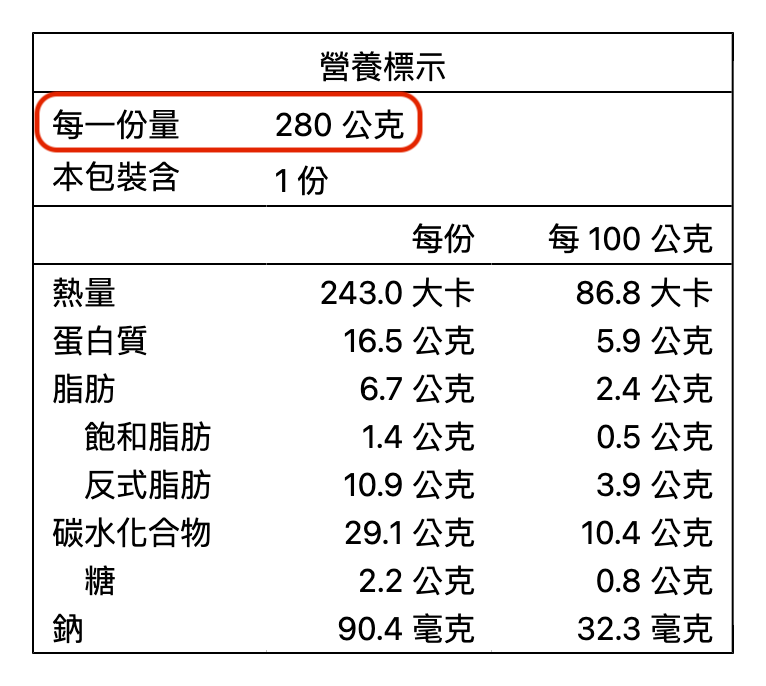 營養標示
每一份量 280 公克
本包裝含 1 份
每份 每 100 公克
熱量 243.0 大卡 86.8 大卡
蛋白質 16.5 公克 5.9 公克
脂肪 6.7 公克 2.4 公克
飽和脂肪 1.4 公克 0.5 公克
反式脂肪 10.9 公克 3.9 公克
碳水化合物 29.1 公克 10.4 公克
糖 2.2 公克 0.8 公克
鈉 90.4 毫克 32.3 毫克